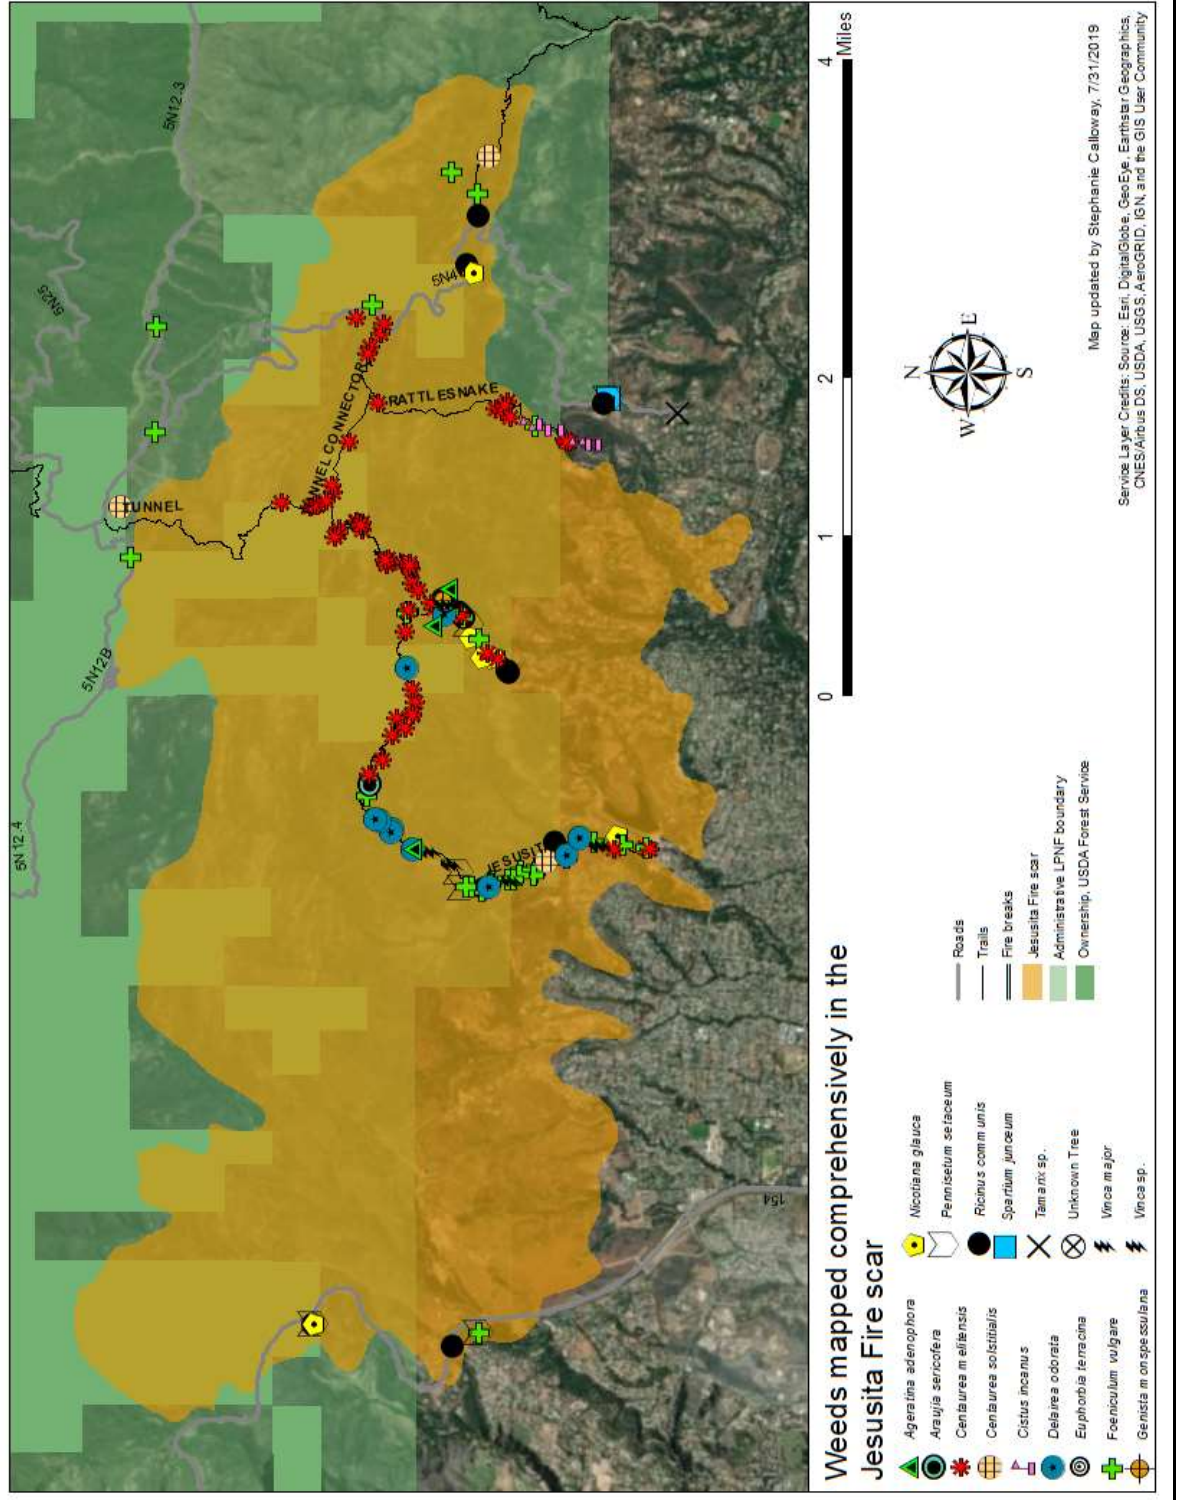 5N12.4
5N12B
5N25
5N12.3
TUNNEL
NNEL CONNECTOR
5N4
RATTLESNAKE
JESUSITA
154
Weeds mapped comprehensively in the
Jesusita Fire scar
0 1 2 4
Miles
Ageratina adenophora
Araujia sericofera
Centaurea melitensis
Centaurea solstitialis
Cistus incanus
Delairea odorata
Euphorbia terracina
Foeniculum vulgare
Genista monspessulana
Nicotiana glauca
Pennisetum setaceum
Ricinus communis
Spartium junceum
Tamarix sp.
Unknown Tree
Vinca major
Vinca sp.
Roads
Trails
Fire breaks
Jesusita Fire scar
Administrative LPNF boundary
Ownership, USDA Forest Service
N
W E
S
Map updated by Stephanie Calloway, 7/31/2019
Service Layer Credits: Source: Esri, DigitalGlobe, GeoEye, Earthstar Geographics,
CNES/Airbus DS, USDA, USGS, AeroGRID, IGN, and the GIS User Community